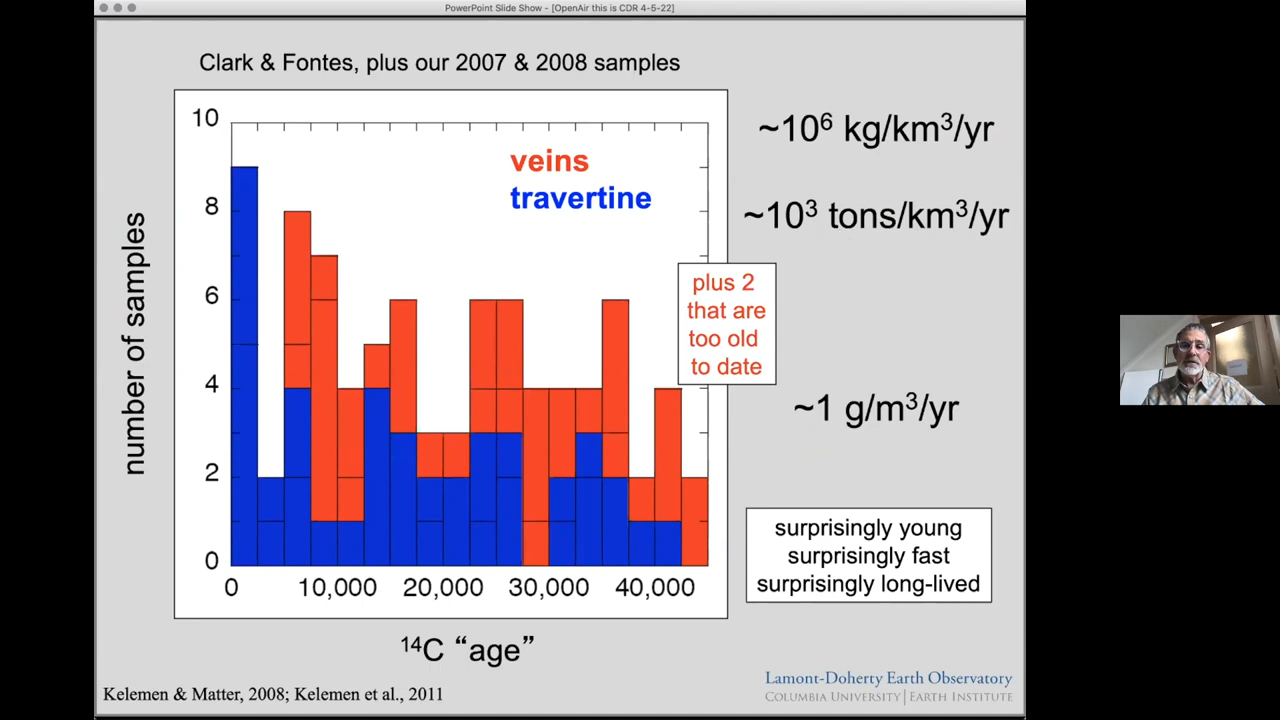 PowerPoint Slide Show - [OpenAir this is CDR 4-5-22]
Clark & Fontes, plus our 2007 & 2008 samples
10
8
6
4
2
0
number of samples
veins
travertine
plus 2
that are
too old
to date
0 10,000 20,000 30,000 40,000
¹⁴C “age”
~10⁶ kg/km³/yr
~10³ tons/km³/yr
~1 g/m³/yr
surprisingly young
surprisingly fast
surprisingly long-lived
Kelemen & Matter, 2008; Kelemen et al., 2011
Lamont-Doherty Earth Observatory
COLUMBIA UNIVERSITY | EARTH INSTITUTE